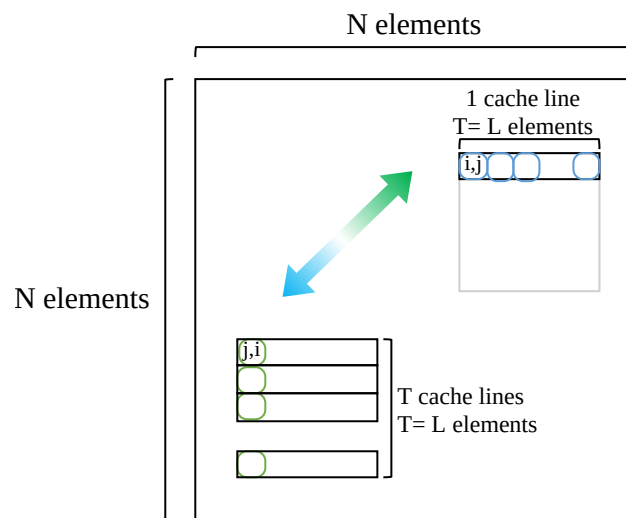 N elements
1 cache line
T= L elements
i,j
N elements
j,i
T cache lines
T= L elements